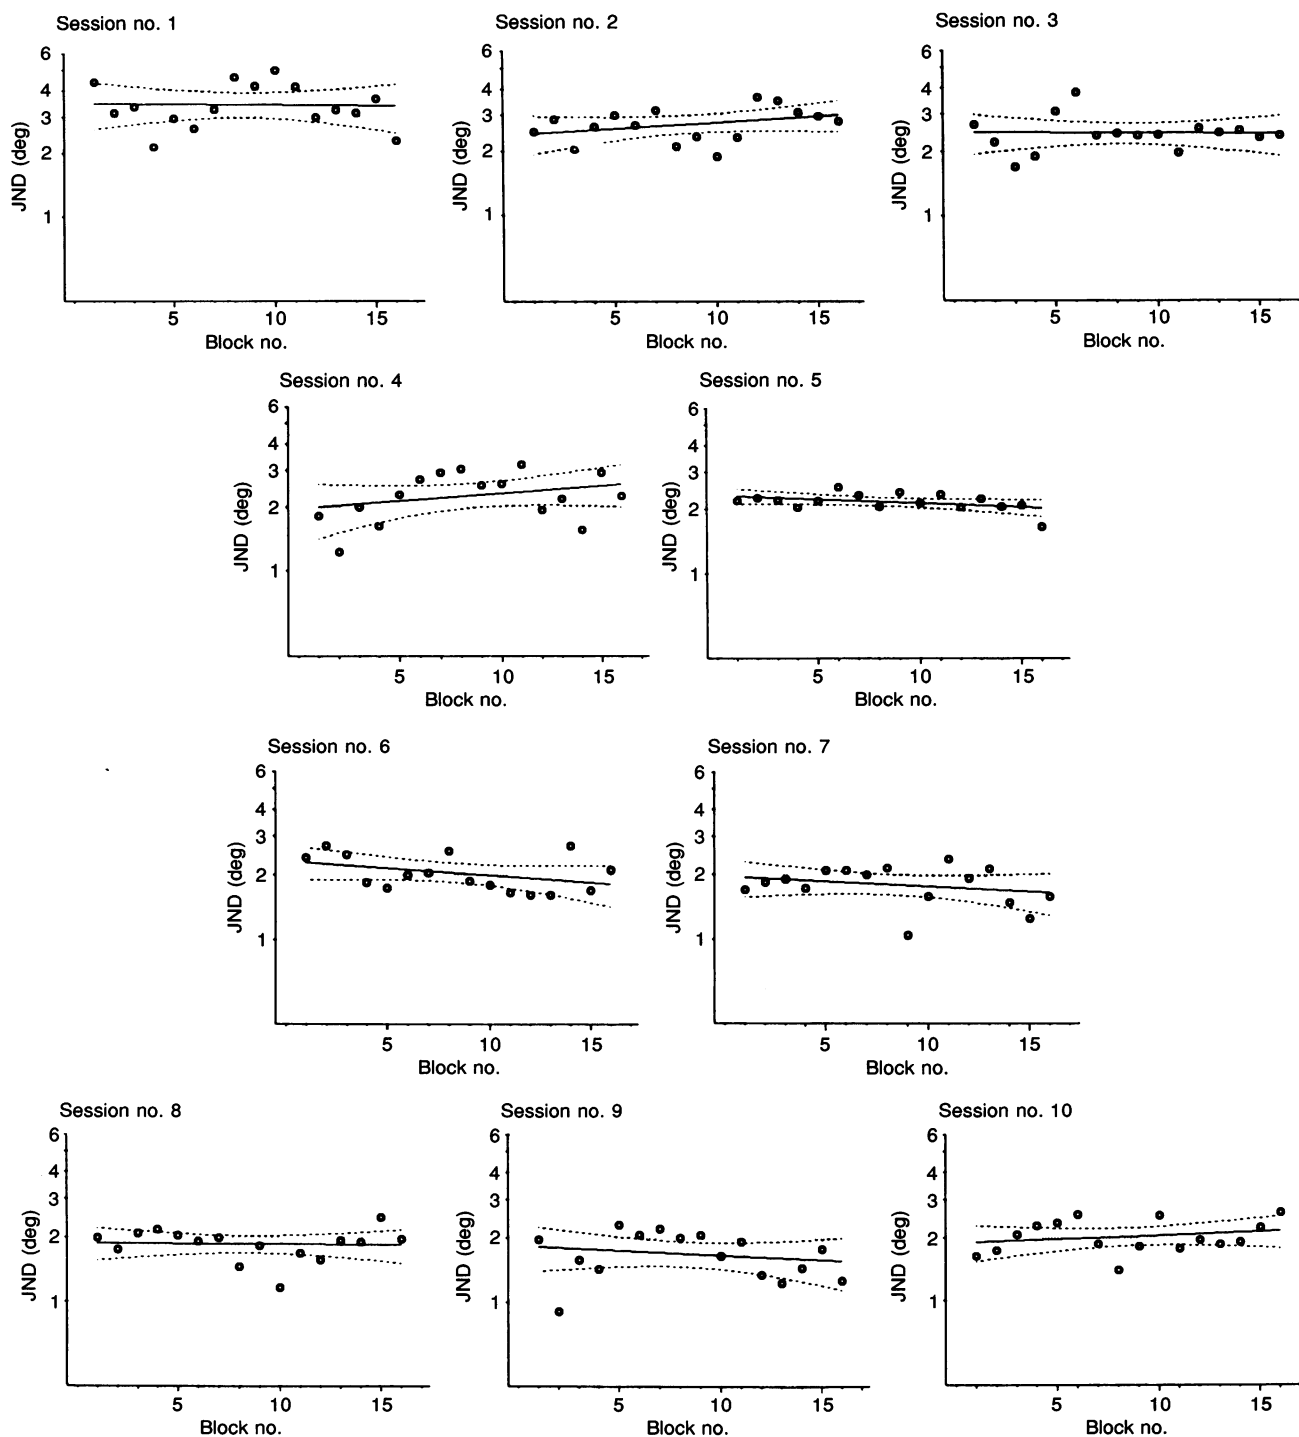 Session no. 1
6
4
3
2
1
JND (deg)
5 10 15
Block no.
Session no. 2
6
4
3
2
1
JND (deg)
5 10 15
Block no.
Session no. 3
6
4
3
2
1
JND (deg)
5 10 15
Block no.
Session no. 4
6
4
3
2
1
JND (deg)
5 10 15
Block no.
Session no. 5
6
4
3
2
1
JND (deg)
5 10 15
Block no.
Session no. 6
6
4
3
2
1
JND (deg)
5 10 15
Block no.
Session no. 7
6
4
3
2
1
JND (deg)
5 10 15
Block no.
Session no. 8
6
4
3
2
1
JND (deg)
5 10 15
Block no.
Session no. 9
6
4
3
2
1
JND (deg)
5 10 15
Block no.
Session no. 10
6
4
3
2
1
JND (deg)
5 10 15
Block no.